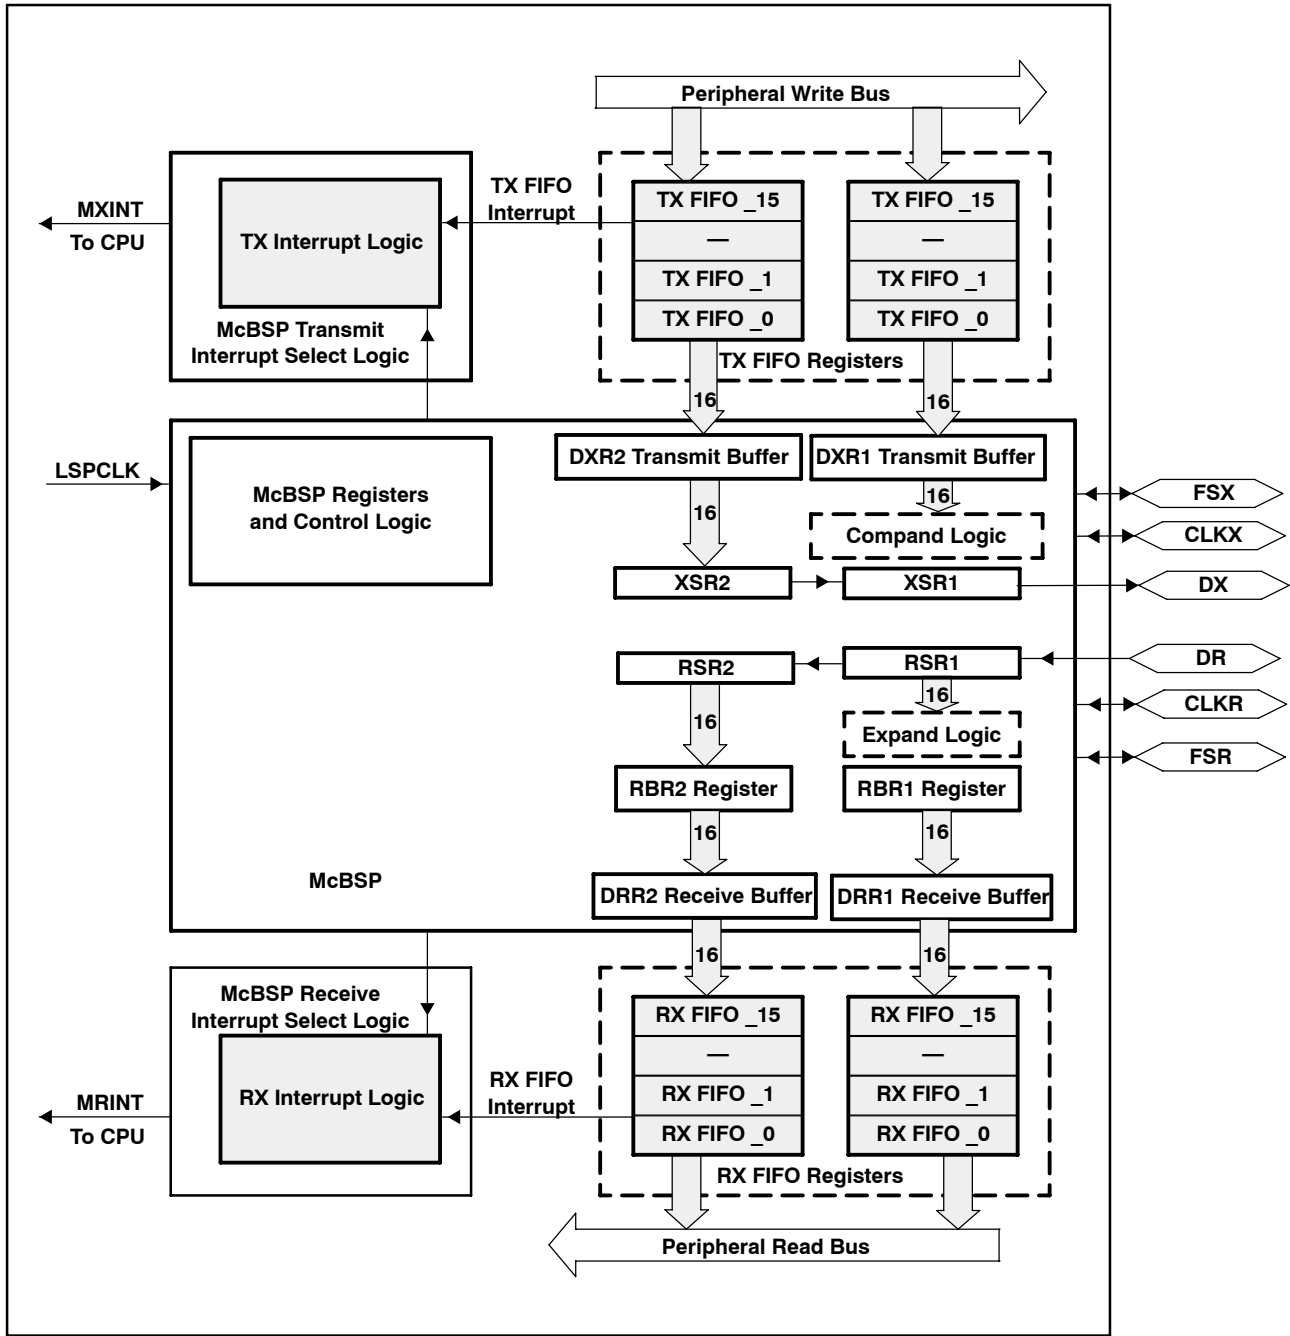 Peripheral Write Bus
MXINT
To CPU
TX Interrupt Logic
McBSP Transmit
Interrupt Select Logic
TX FIFO
Interrupt
TX FIFO _15
—
TX FIFO _1
TX FIFO _0
TX FIFO _15
—
TX FIFO _1
TX FIFO _0
TX FIFO Registers
16
16
LSPCLK
McBSP Registers
and Control Logic
DXR2 Transmit Buffer
DXR1 Transmit Buffer
16
16
Compand Logic
XSR2
XSR1
FSX
CLKX
DX
DR
CLKR
FSR
RSR2
RSR1
16
16
Expand Logic
RBR2 Register
RBR1 Register
16
16
McBSP
DRR2 Receive Buffer
DRR1 Receive Buffer
16
16
McBSP Receive
Interrupt Select Logic
RX Interrupt Logic
MRINT
To CPU
RX FIFO
Interrupt
RX FIFO _15
—
RX FIFO _1
RX FIFO _0
RX FIFO _15
—
RX FIFO _1
RX FIFO _0
RX FIFO Registers
Peripheral Read Bus